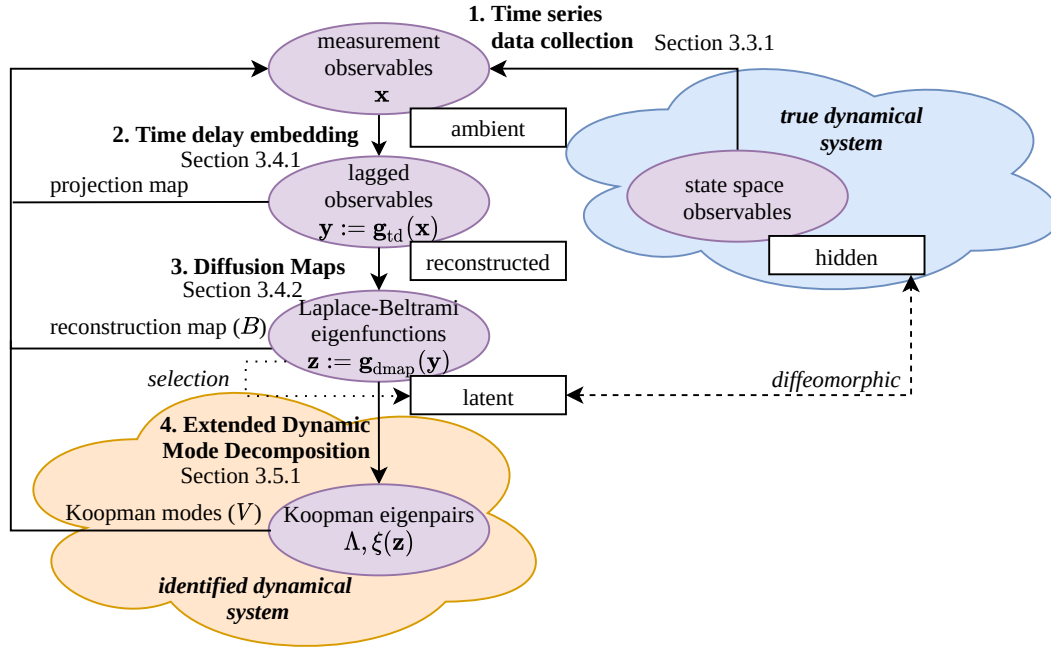 1. Time series
data collection
Section 3.3.1
measurement
observables
x
ambient
true dynamical
system
2. Time delay embedding
Section 3.4.1
projection map
lagged
observables
y := g_td(x)
state space
observables
reconstructed
hidden
3. Diffusion Maps
Section 3.4.2
Laplace-Beltrami
eigenfunctions
z := g_dmap(y)
reconstruction map (B)
selection
latent
diffeomorphic
4. Extended Dynamic
Mode Decomposition
Section 3.5.1
Koopman modes (V)
Koopman eigenpairs
Λ, ξ(z)
identified dynamical
system